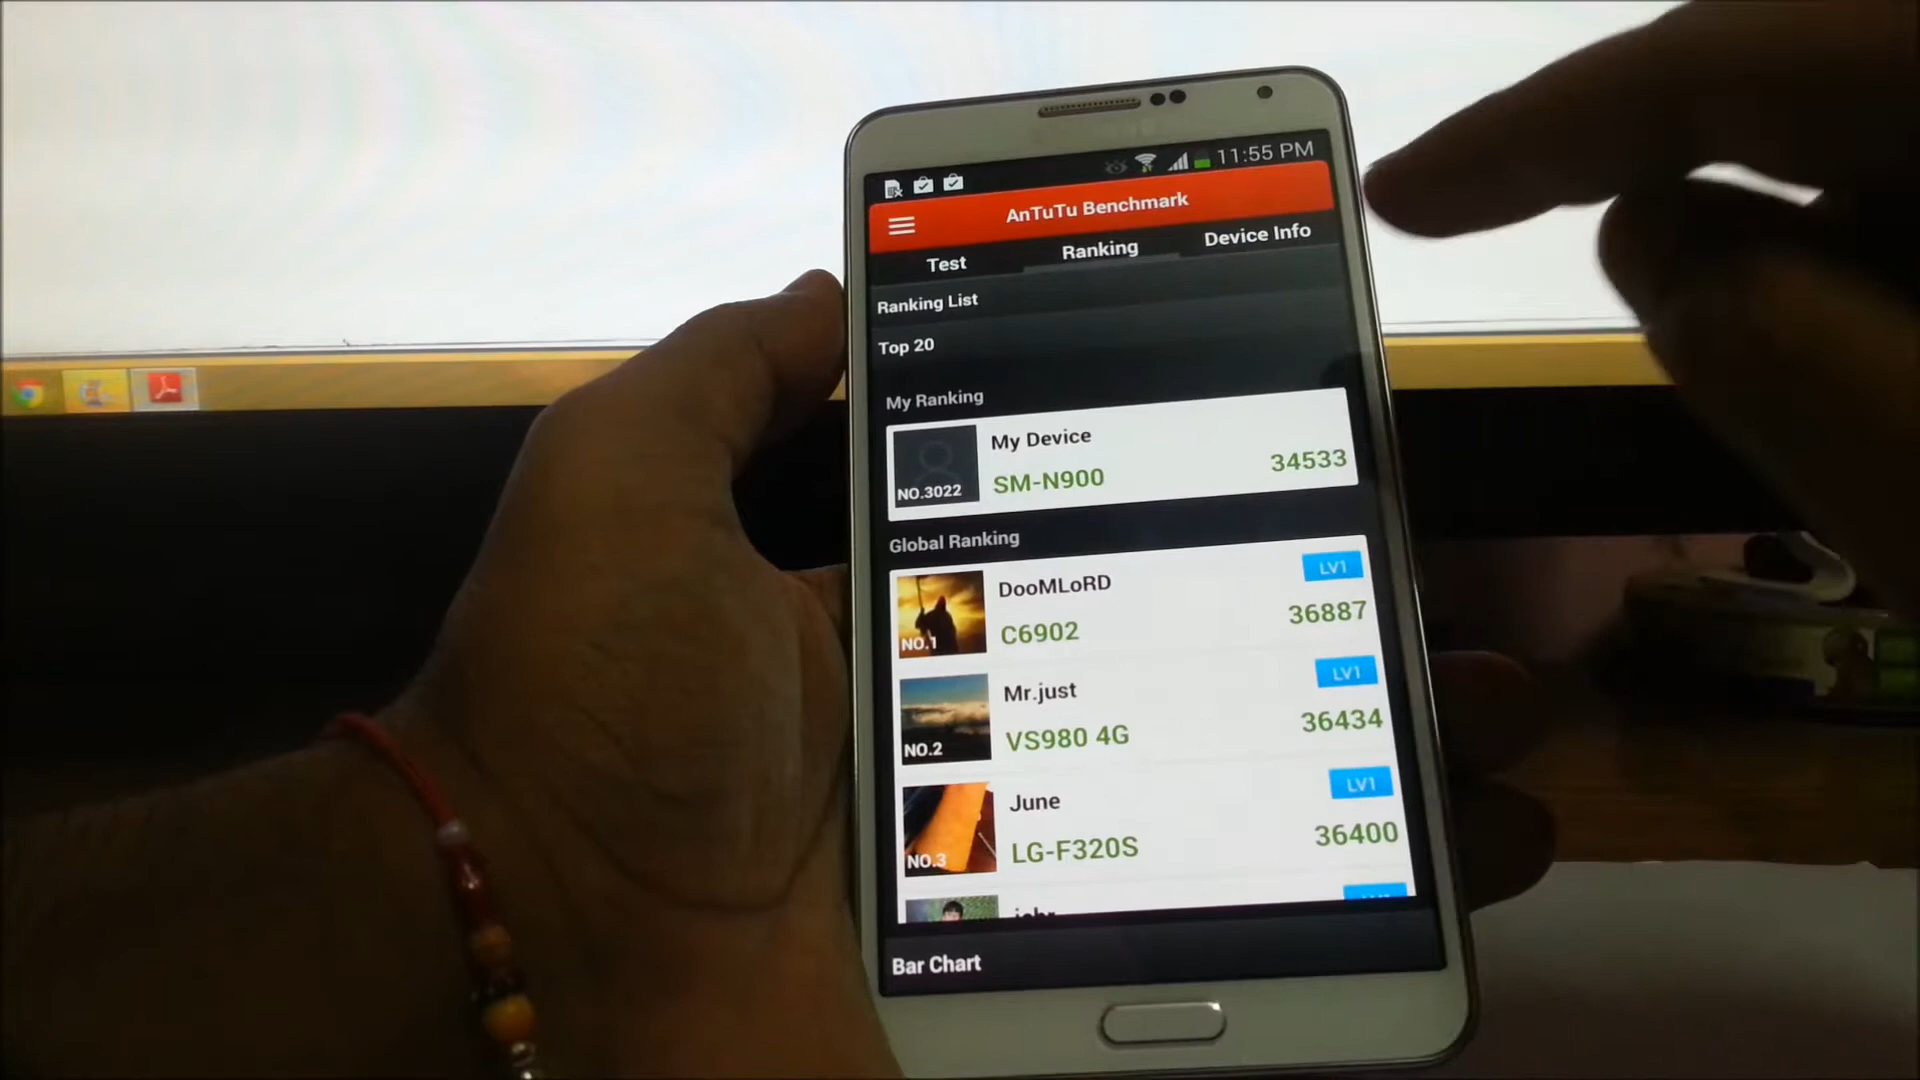 11:55 PM
AnTuTu Benchmark
Test
Ranking
Device Info
Ranking List
Top 20
My Ranking
My Device
NO.3022
SM-N900
34533
Global Ranking
DooMLoRD
LV1
NO.1
C6902
36887
Mr.just
LV1
NO.2
VS980 4G
36434
June
LV1
NO.3
LG-F320S
36400
Bar Chart